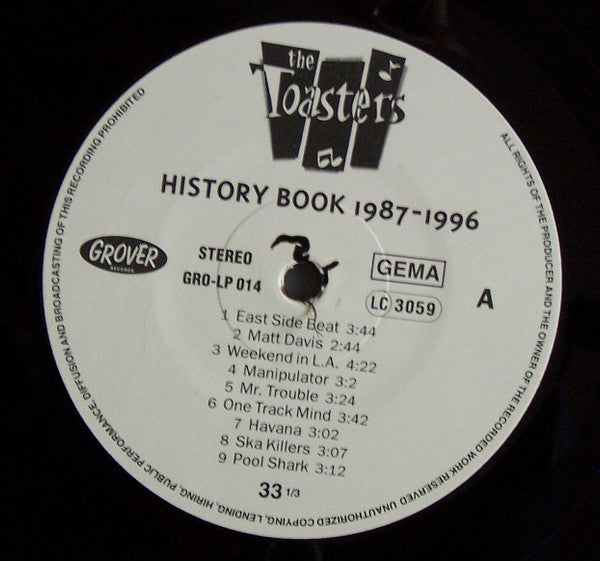 the
Toasters
HISTORY BOOK 1987-1996
GROVER
RECORDS
STEREO
GRO-LP 014
GEMA
LC 3059
A
1 East Side Beat 3:44
2 Matt Davis 2:44
3 Weekend in L.A. 4:22
4 Manipulator 3:2
5 Mr. Trouble 3:24
6 One Track Mind 3:42
7 Havana 3:02
8 Ska Killers 3:07
9 Pool Shark 3:12
33 1/3
ALL RIGHTS OF THE PRODUCER AND THE OWNER OF THE RECORDED WORK RESERVED UNAUTHORIZED COPYING, LENDING, HIRING, PUBLIC PERFORMANCE, DIFFUSION AND BROADCASTING OF THIS RECORDING PROHIBITED